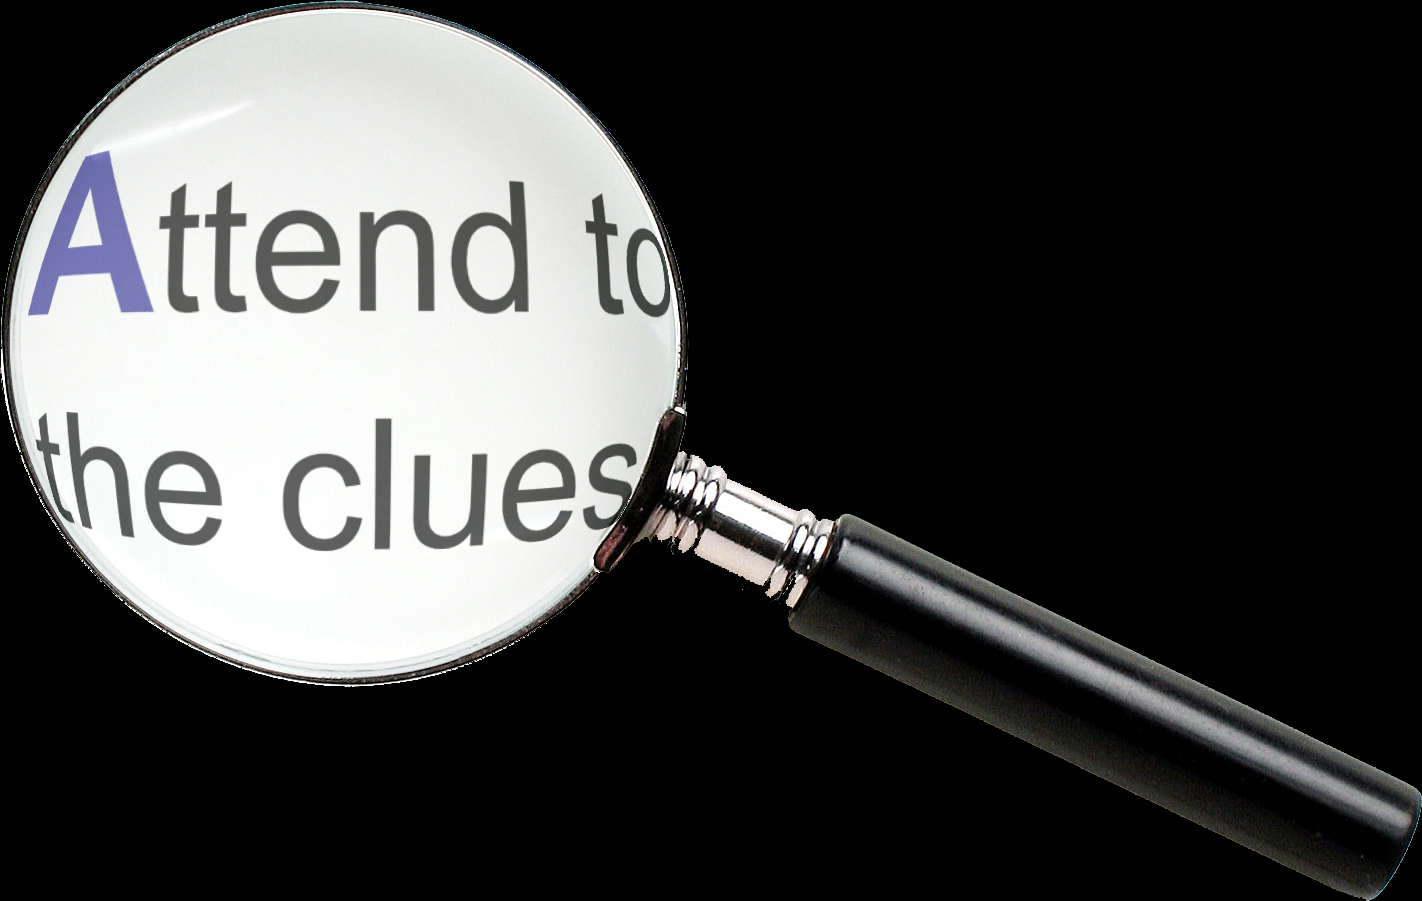 Attend to
the clues